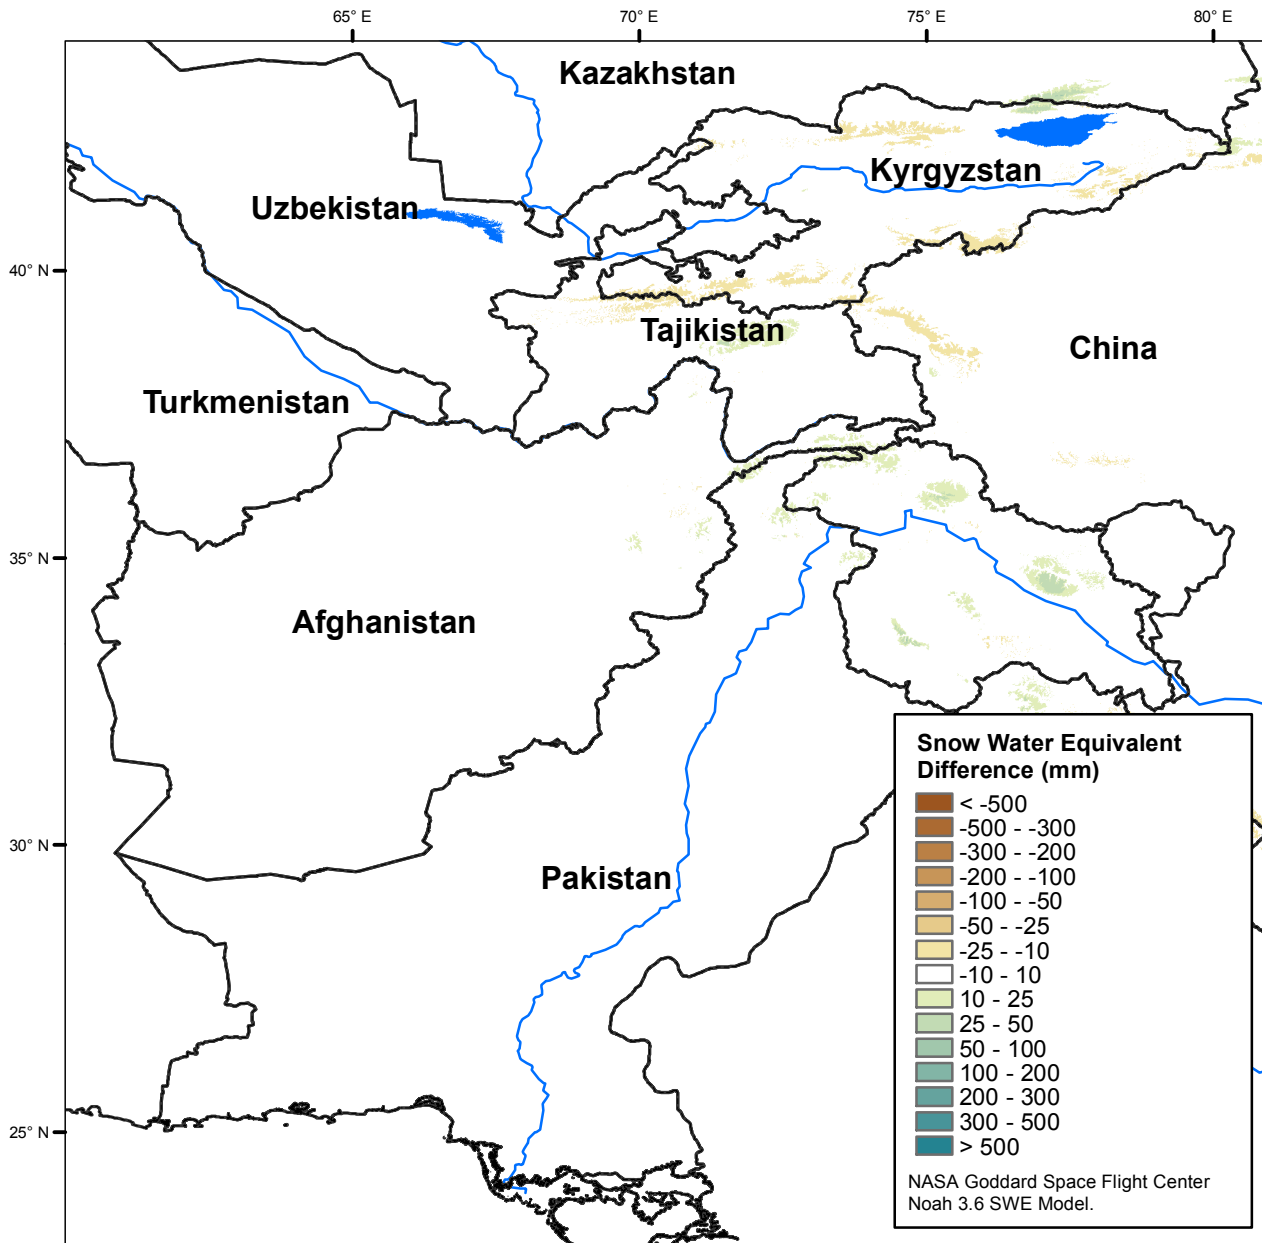 65° E 70° E 75° E 80° E
Kazakhstan
Kyrgyzstan
Uzbekistan
40° N
Tajikistan
China
Turkmenistan
35° N
Afghanistan
Snow Water Equivalent
Difference (mm)
< -500
-500 - -300
-300 - -200
-200 - -100
-100 - -50
-50 - -25
-25 - -10
-10 - 10
10 - 25
25 - 50
50 - 100
100 - 200
200 - 300
300 - 500
> 500
NASA Goddard Space Flight Center
Noah 3.6 SWE Model.
30° N
Pakistan
25° N